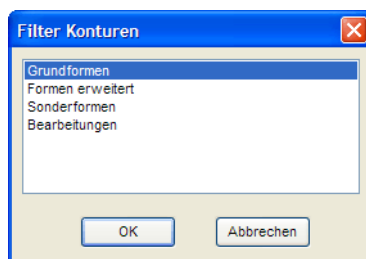 Filter Konturen
Grundformen
Formen erweitert
Sonderformen
Bearbeitungen
OK
Abbrechen